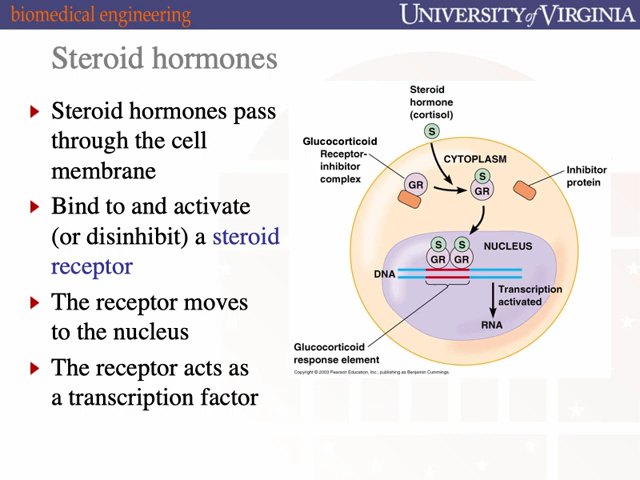 biomedical engineering
UNIVERSITY of VIRGINIA
Steroid hormones
Steroid hormones pass
through the cell
membrane
Bind to and activate
(or disinhibit) a steroid
receptor
The receptor moves
to the nucleus
The receptor acts as
a transcription factor
Steroid
hormone
(cortisol)
S
Glucocorticoid
Receptor-
inhibitor
complex
CYTOPLASM
GR
S
GR
Inhibitor
protein
S S
GR GR
NUCLEUS
DNA
Transcription
activated
RNA
Glucocorticoid
response element
Copyright © 2003 Pearson Education, Inc., publishing as Benjamin Cummings.